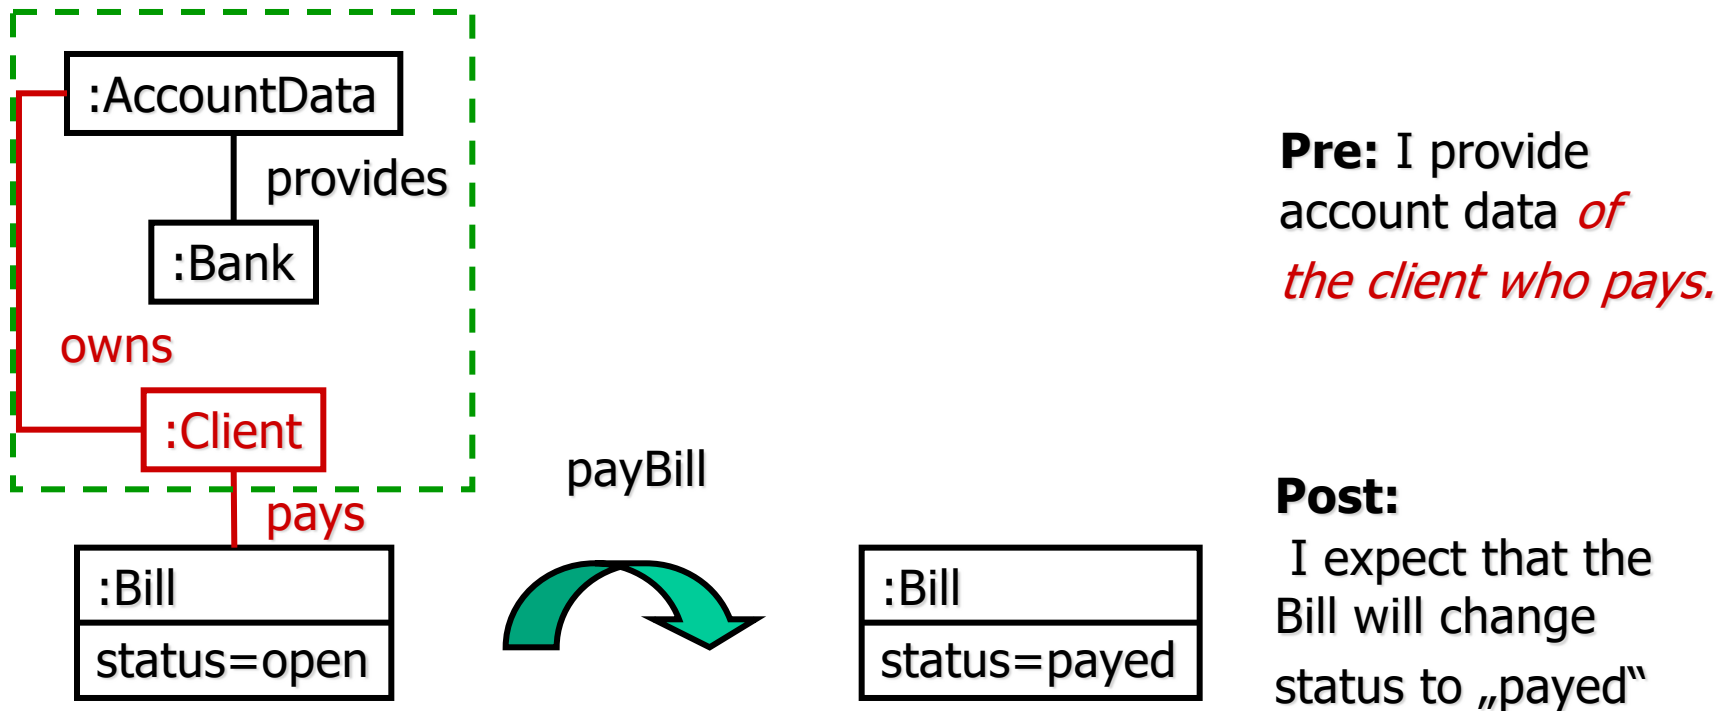 :AccountData
provides
:Bank
owns
:Client
pays
:Bill
status=open
payBill
:Bill
status=payed
Pre: I provide
account data of
the client who pays.
Post:
I expect that the
Bill will change
status to „payed“